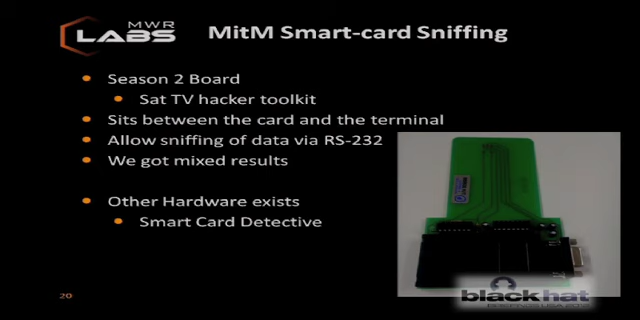 MWR
LABS
MitM Smart-card Sniffing
Season 2 Board
Sat TV hacker toolkit
Sits between the card and the terminal
Allow sniffing of data via RS-232
We got mixed results
Other Hardware exists
Smart Card Detective
20
black hat